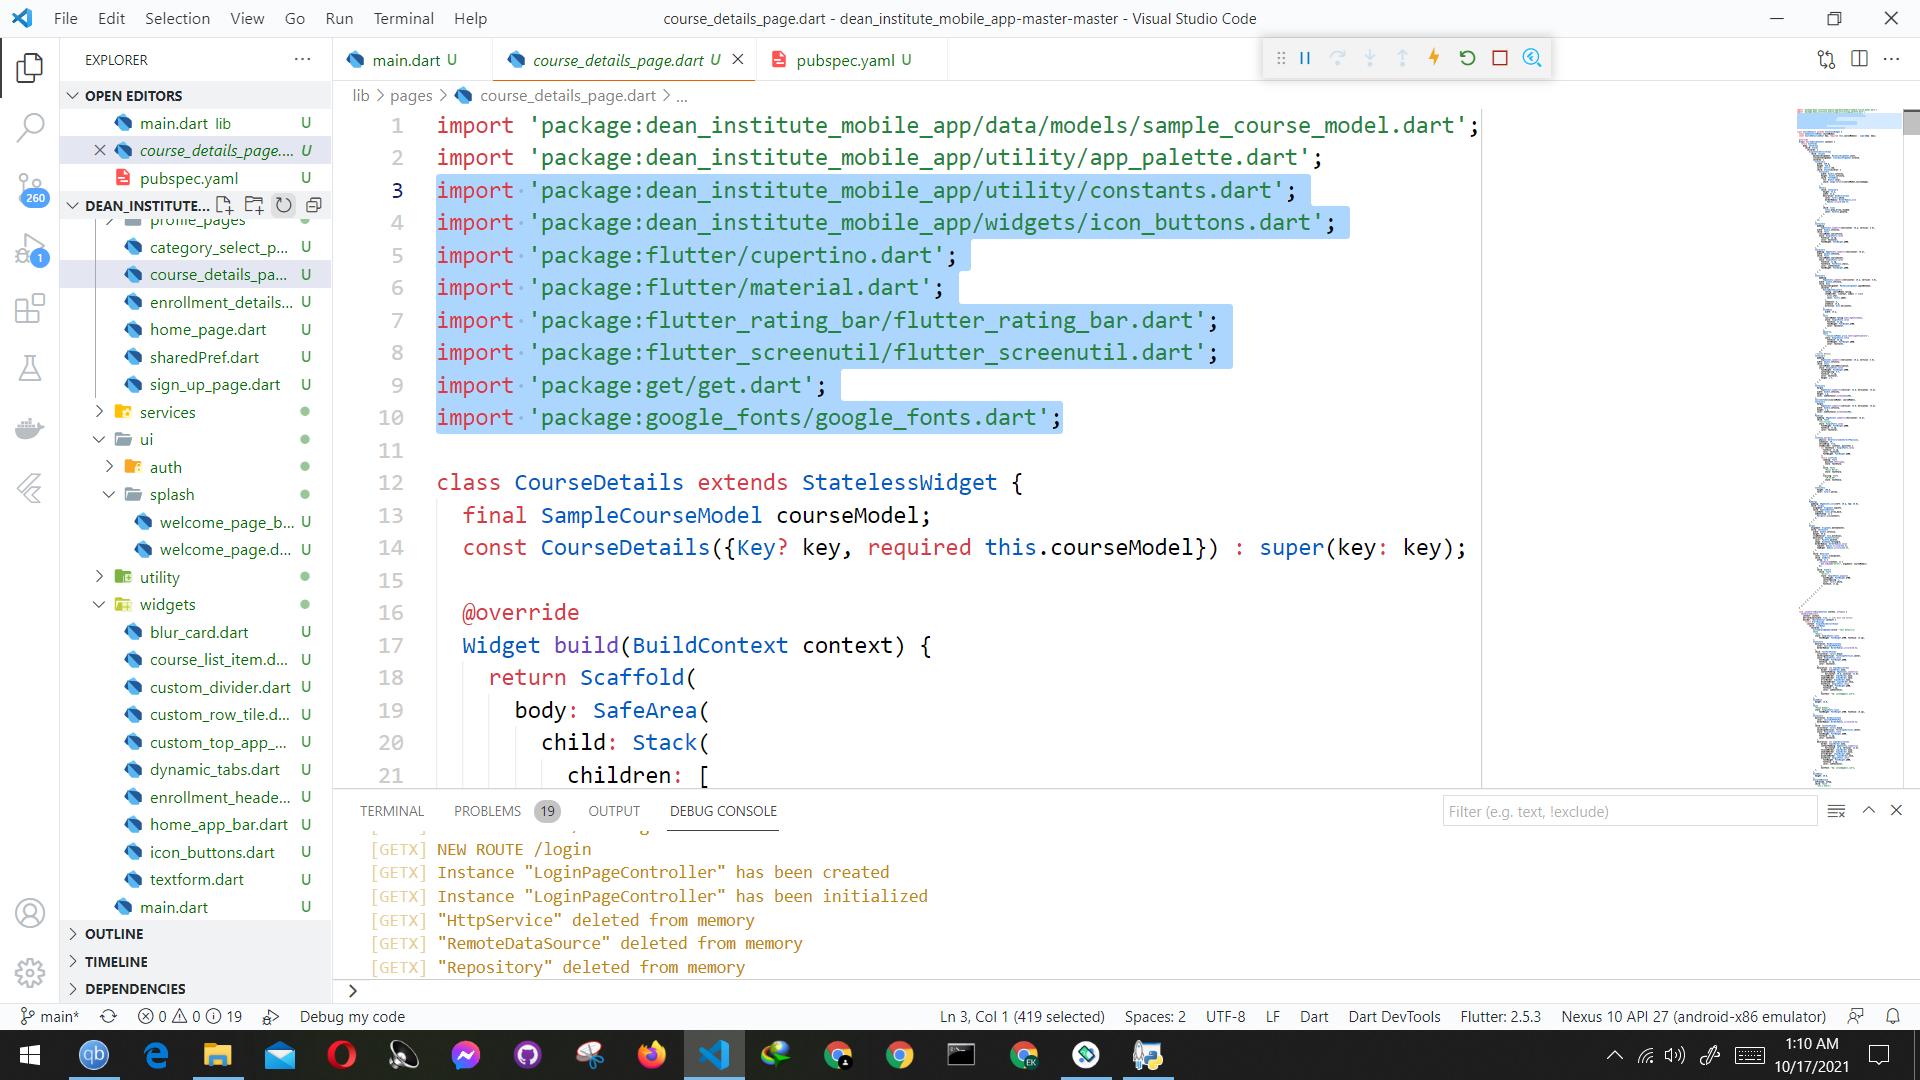 File Edit Selection View Go Run Terminal Help
course_details_page.dart - dean_institute_mobile_app-master-master - Visual Studio Code
EXPLORER
OPEN EDITORS
main.dart lib U
course_details_page.... U
pubspec.yaml U
DEAN_INSTITUTE...
profile_pages
category_select_p... U
course_details_pa... U
enrollment_details... U
home_page.dart U
sharedPref.dart U
sign_up_page.dart U
services
ui
auth
splash
welcome_page_b... U
welcome_page.d... U
utility
widgets
blur_card.dart U
course_list_item.d... U
custom_divider.dart U
custom_row_tile.d... U
custom_top_app_... U
dynamic_tabs.dart U
enrollment_heade... U
home_app_bar.dart U
icon_buttons.dart U
textform.dart U
main.dart U
OUTLINE
TIMELINE
DEPENDENCIES
260
1
main.dart U
course_details_page.dart U
pubspec.yaml U
lib > pages > course_details_page.dart > ...
1 import 'package:dean_institute_mobile_app/data/models/sample_course_model.dart';
2 import 'package:dean_institute_mobile_app/utility/app_palette.dart';
3 import 'package:dean_institute_mobile_app/utility/constants.dart';
4 import 'package:dean_institute_mobile_app/widgets/icon_buttons.dart';
5 import 'package:flutter/cupertino.dart';
6 import 'package:flutter/material.dart';
7 import 'package:flutter_rating_bar/flutter_rating_bar.dart';
8 import 'package:flutter_screenutil/flutter_screenutil.dart';
9 import 'package:get/get.dart';
10 import 'package:google_fonts/google_fonts.dart';
11
12 class CourseDetails extends StatelessWidget {
13 final SampleCourseModel courseModel;
14 const CourseDetails({Key? key, required this.courseModel}) : super(key: key);
15
16 @override
17 Widget build(BuildContext context) {
18 return Scaffold(
19 body: SafeArea(
20 child: Stack(
21 children: [
TERMINAL PROBLEMS 19 OUTPUT DEBUG CONSOLE
Filter (e.g. text, !exclude)
[GETX] NEW ROUTE /login
[GETX] Instance "LoginPageController" has been created
[GETX] Instance "LoginPageController" has been initialized
[GETX] "HttpService" deleted from memory
[GETX] "RemoteDataSource" deleted from memory
[GETX] "Repository" deleted from memory
>
main* 0 0 19 Debug my code
Ln 3, Col 1 (419 selected) Spaces: 2 UTF-8 LF Dart Dart DevTools Flutter: 2.5.3 Nexus 10 API 27 (android-x86 emulator)
qb
EK
1:10 AM
10/17/2021